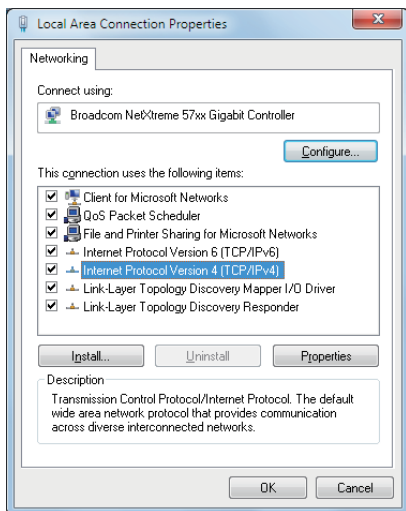 Local Area Connection Properties
Networking
Connect using:
Broadcom NetXtreme 57xx Gigabit Controller
Configure...
This connection uses the following items:
Client for Microsoft Networks
QoS Packet Scheduler
File and Printer Sharing for Microsoft Networks
Internet Protocol Version 6 (TCP/IPv6)
Internet Protocol Version 4 (TCP/IPv4)
Link-Layer Topology Discovery Mapper I/O Driver
Link-Layer Topology Discovery Responder
Install... Uninstall Properties
Description
Transmission Control Protocol/Internet Protocol. The default
wide area network protocol that provides communication
across diverse interconnected networks.
OK Cancel